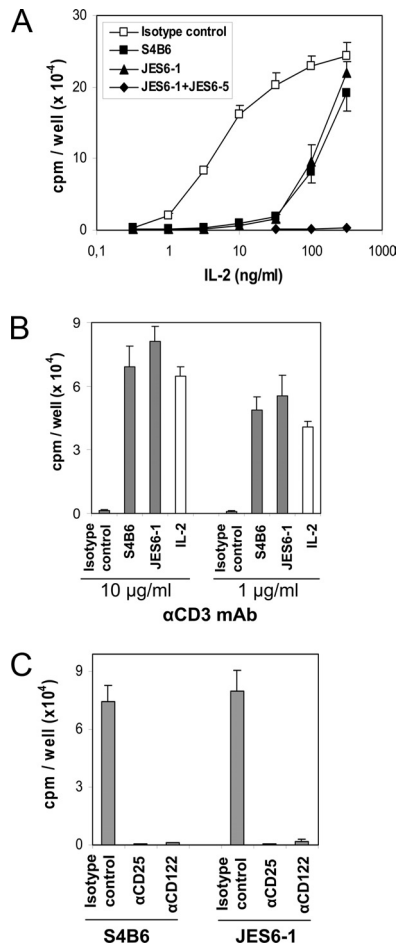 A
Isotype control
S4B6
JES6-1
JES6-1+JES6-5
cpm / well (x 10-4)
30
20
10
0
0,1 1 10 100 1000
IL-2 (ng/ml)
B
cpm / well (x 10⁴)
9
6
3
0
Isotype control S4B6 JES6-1 IL-2 Isotype control S4B6 JES6-1 IL-2
10 µg/ml 1 µg/ml
αCD3 mAb
C
cpm / well (x10⁴)
9
6
3
0
Isotype control αCD25 αCD122 Isotype control αCD25 αCD122
S4B6 JES6-1